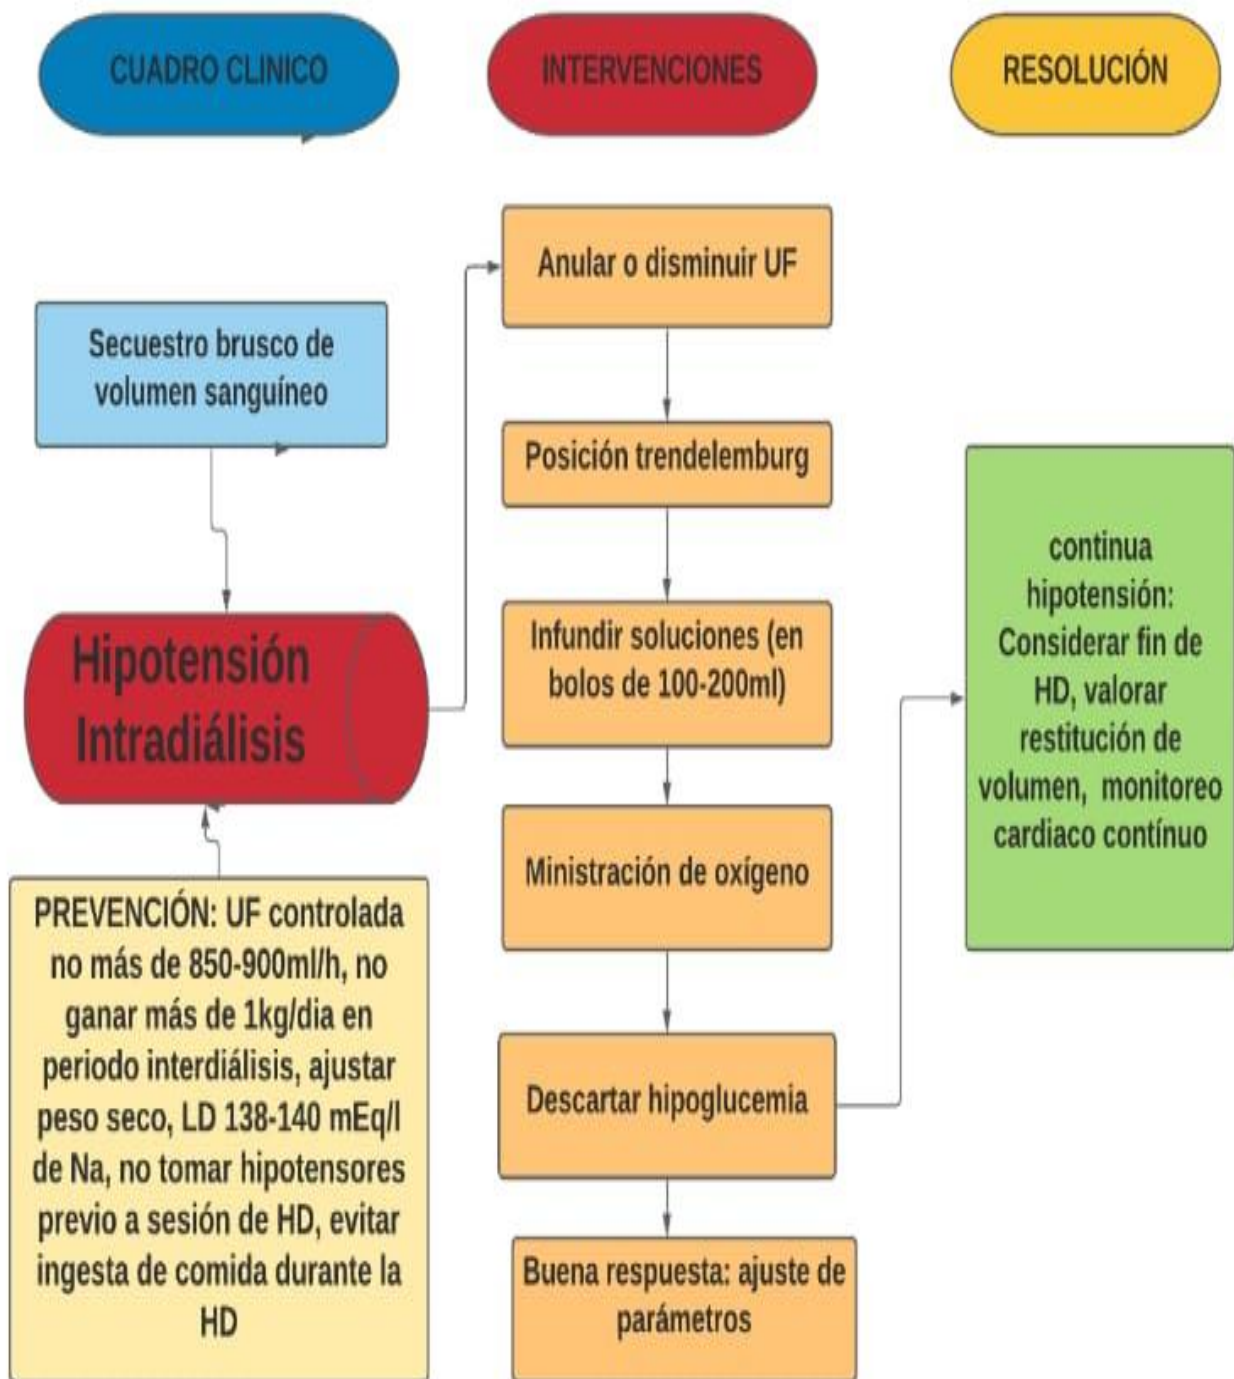 CUADRO CLINICO
INTERVENCIONES
RESOLUCIÓN
Secuestro brusco de
volumen sanguíneo
Hipotensión
Intradiálisis
PREVENCIÓN: UF controlada
no más de 850-900ml/h, no
ganar más de 1kg/dia en
periodo interdiálisis, ajustar
peso seco, LD 138-140 mEq/l
de Na, no tomar hipotensores
previo a sesión de HD, evitar
ingesta de comida durante la
HD
Anular o disminuir UF
Posición trendelemburg
Infundir soluciones (en
bolos de 100-200ml)
Ministración de oxígeno
Descartar hipoglucemia
Buena respuesta: ajuste de
parámetros
continua
hipotensión:
Considerar fin de
HD, valorar
restitución de
volumen, monitoreo
cardiaco contínuo